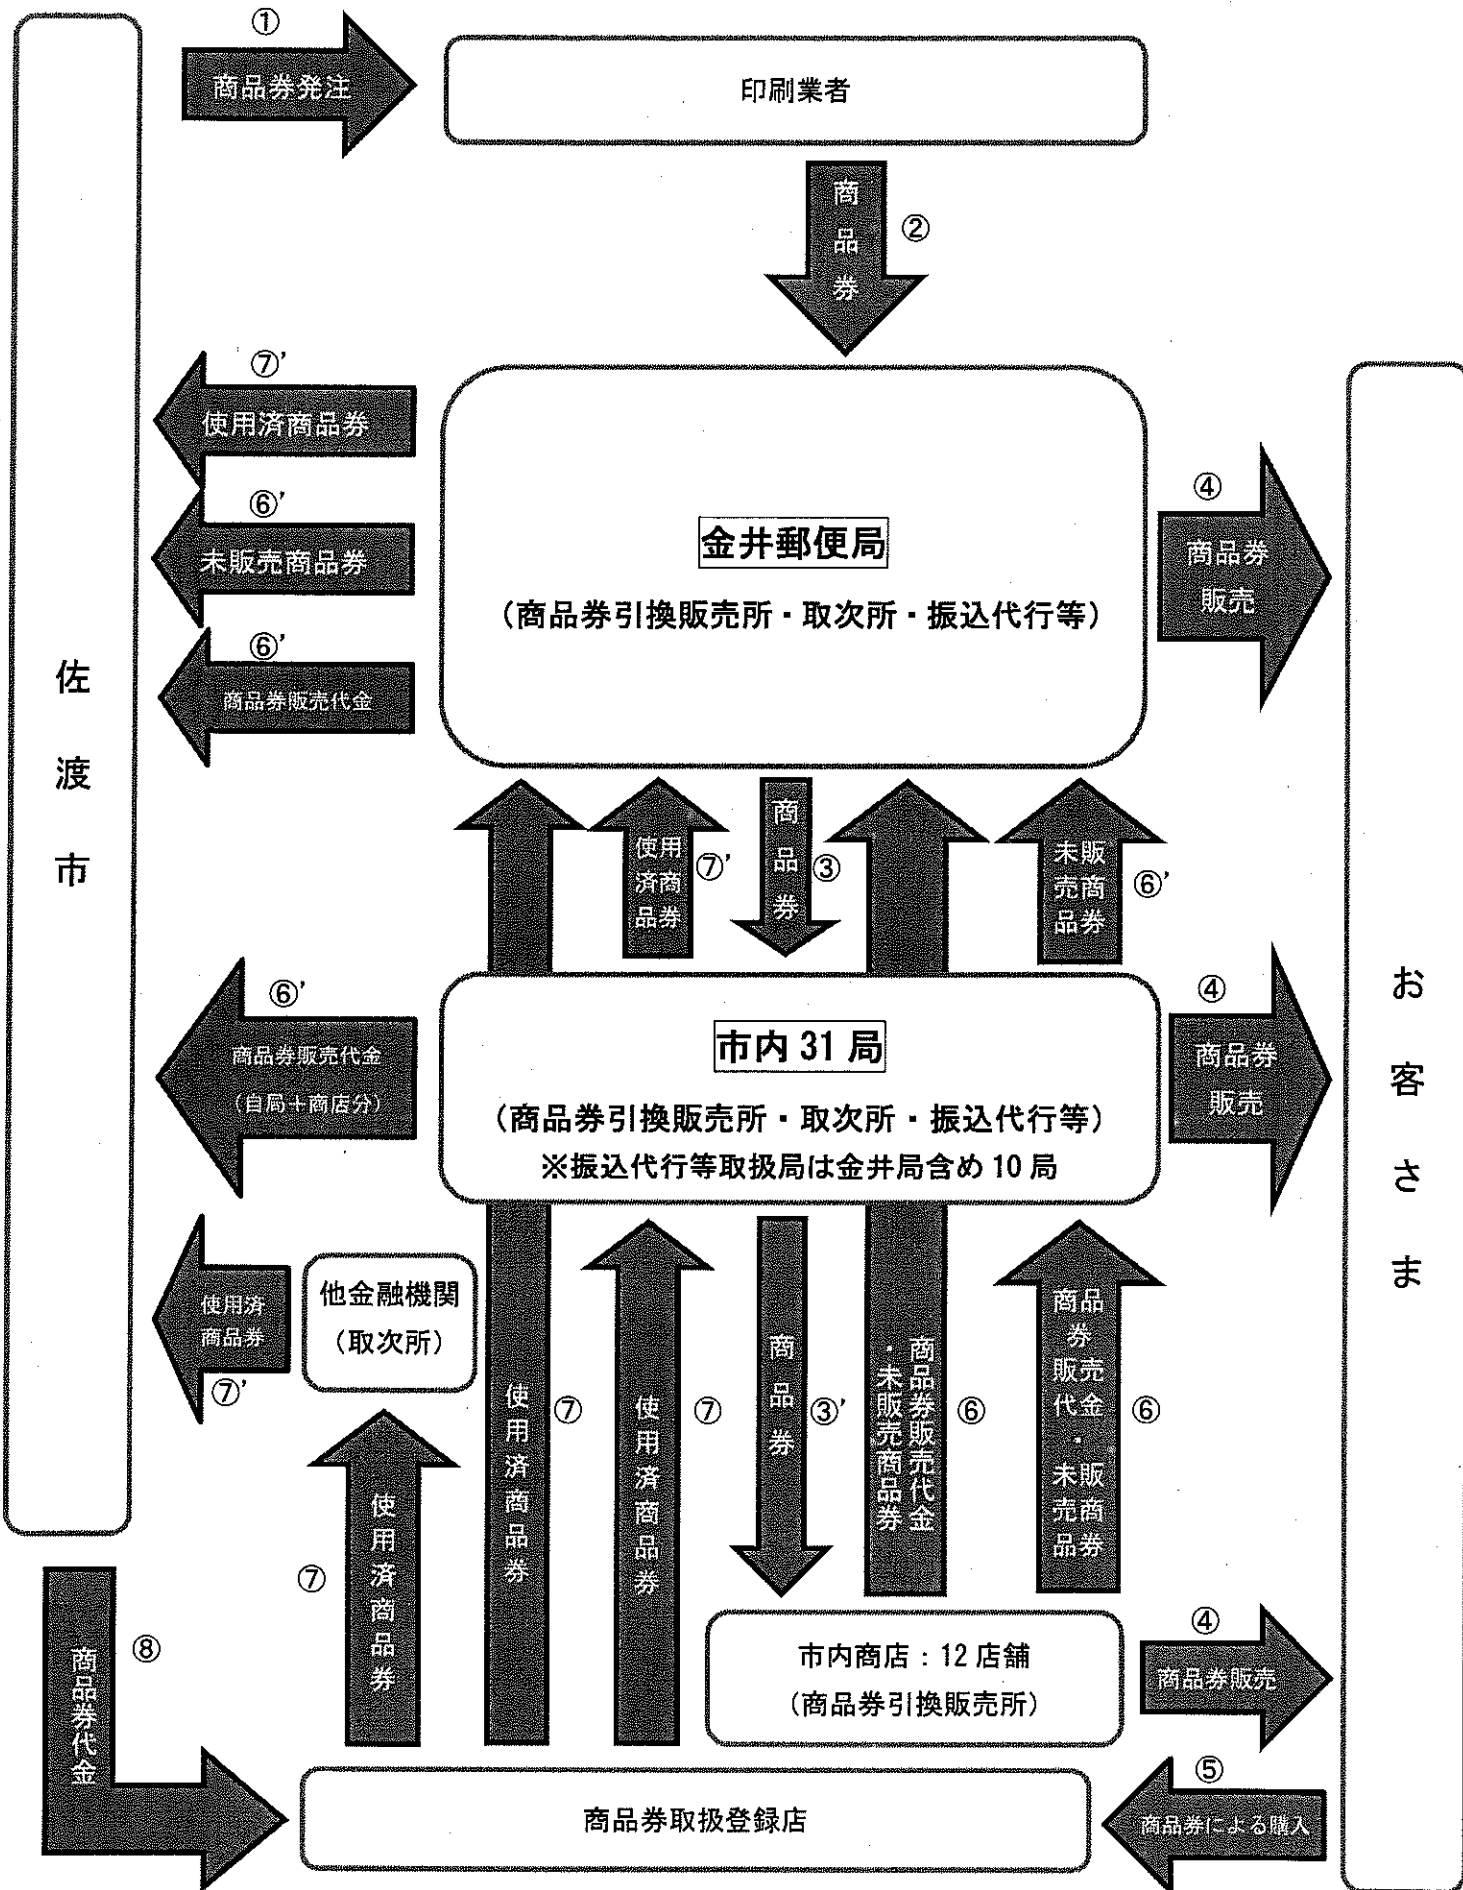 ①
商品券発注
印刷業者
商品券
②
⑦’
使用済商品券
⑥’
未販売商品券
⑥’
商品券販売代金
佐渡市
金井郵便局
（商品券引換販売所・取次所・振込代行等）
④
商品券
販売
使用
済商
品券
⑦’
商品券
③
未販
売商
品券
⑥’
⑥’
商品券販売代金
（自局＋商店分）
市内 31 局
（商品券引換販売所・取次所・振込代行等）
※振込代行等取扱局は金井局含め 10 局
④
商品券
販売
お客さま
使用済
商品券
⑦’
他金融機関
（取次所）
使用済商品券
⑦
使用済商品券
⑦
使用済商品券
⑦
商品券
③’
商品券販売代金
・未販売商品券
⑥
商品
券
販売
代金
・
未販
売商
品券
⑥
市内商店：12 店舗
（商品券引換販売所）
④
商品券販売
商品券代金
⑧
商品券取扱登録店
⑤
商品券による購入